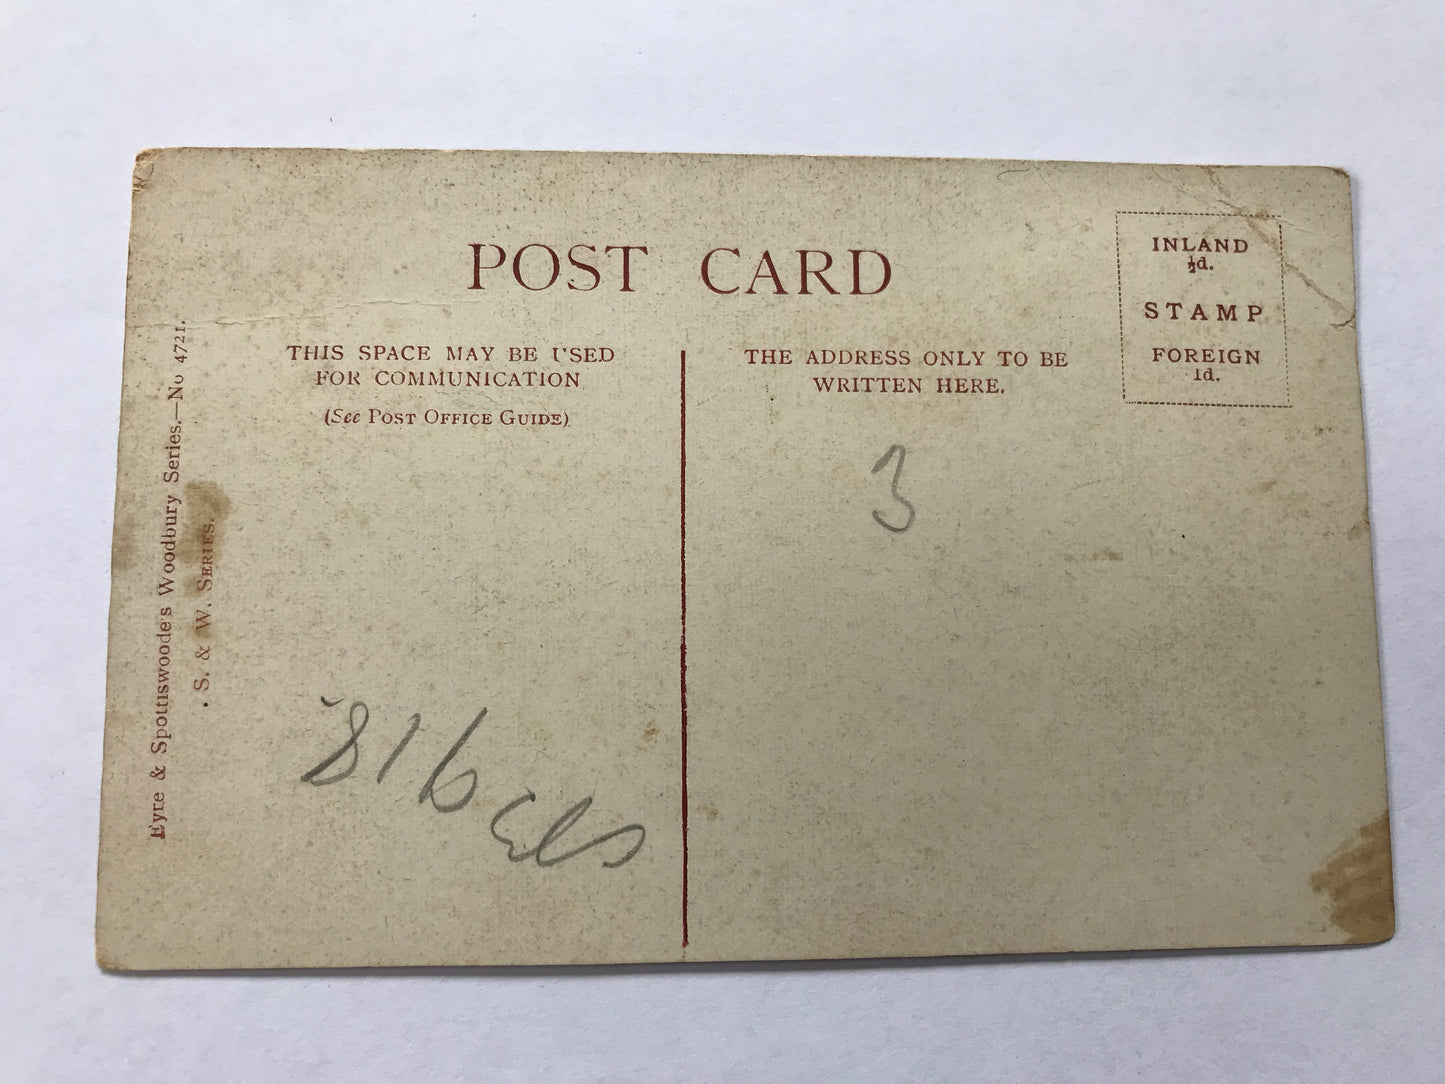 POST CARD
THIS SPACE MAY BE USED
FOR COMMUNICATION
(See POST OFFICE GUIDE)
THE ADDRESS ONLY TO BE
WRITTEN HERE.
INLAND
½d.
STAMP
FOREIGN
1d.
Eyre & Spottiswoode's Woodbury Series.—No 4721.
S. & W. SERIES.
3
816